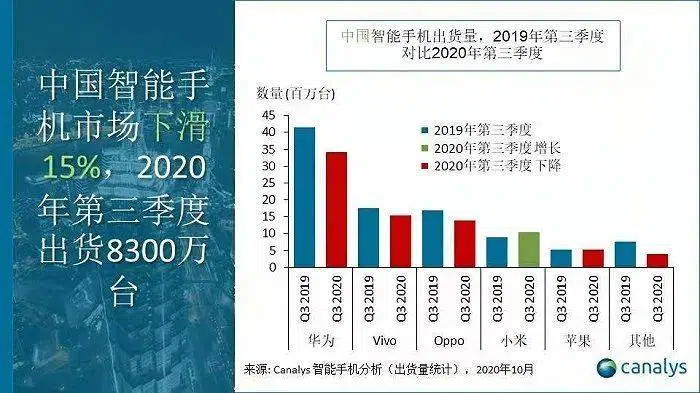 中国智能手
机市场下滑
15%，2020
年第三季度
出货8300万
台
中国智能手机出货量，2019年第三季度
对比2020年第三季度
数量(百万台)
45
40
35
30
25
20
15
10
5
0
2019年第三季度
2020年第三季度增长
2020年第三季度下降
Q3 2019
Q3 2020
Q3 2019
Q3 2020
Q3 2019
Q3 2020
Q3 2019
Q3 2020
Q3 2019
Q3 2020
Q3 2019
Q3 2020
华为 Vivo Oppo 小米 苹果 其他
来源: Canalys 智能手机分析（出货量统计），2020年10月
canalys